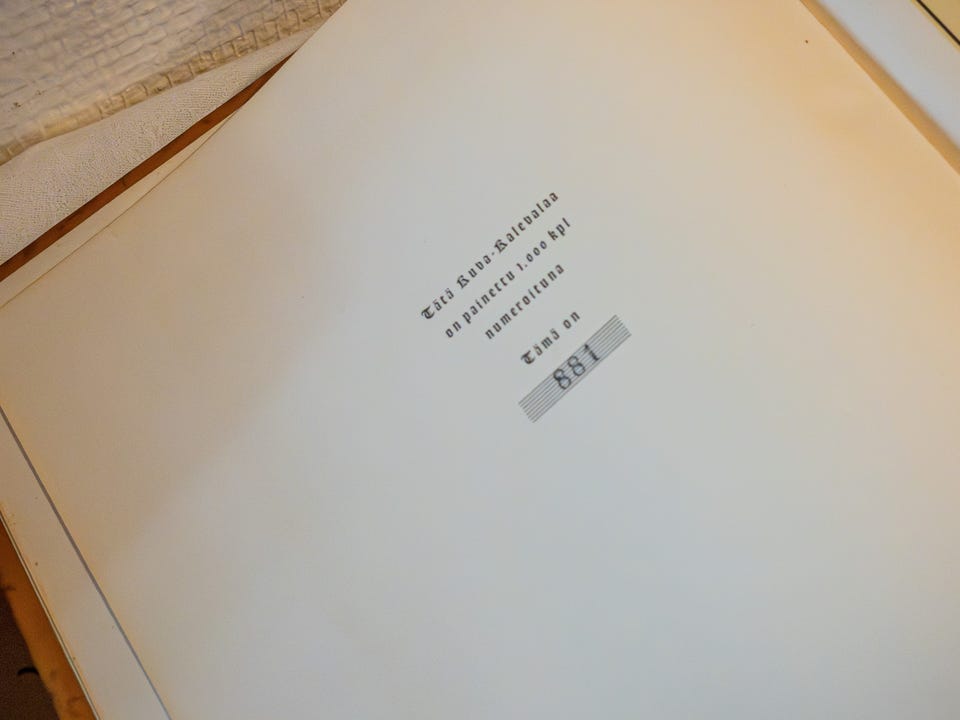 Tätä Kuva-Kalevalaa
on painettu 1.000 kpl
numeroituna
Tämä on
881